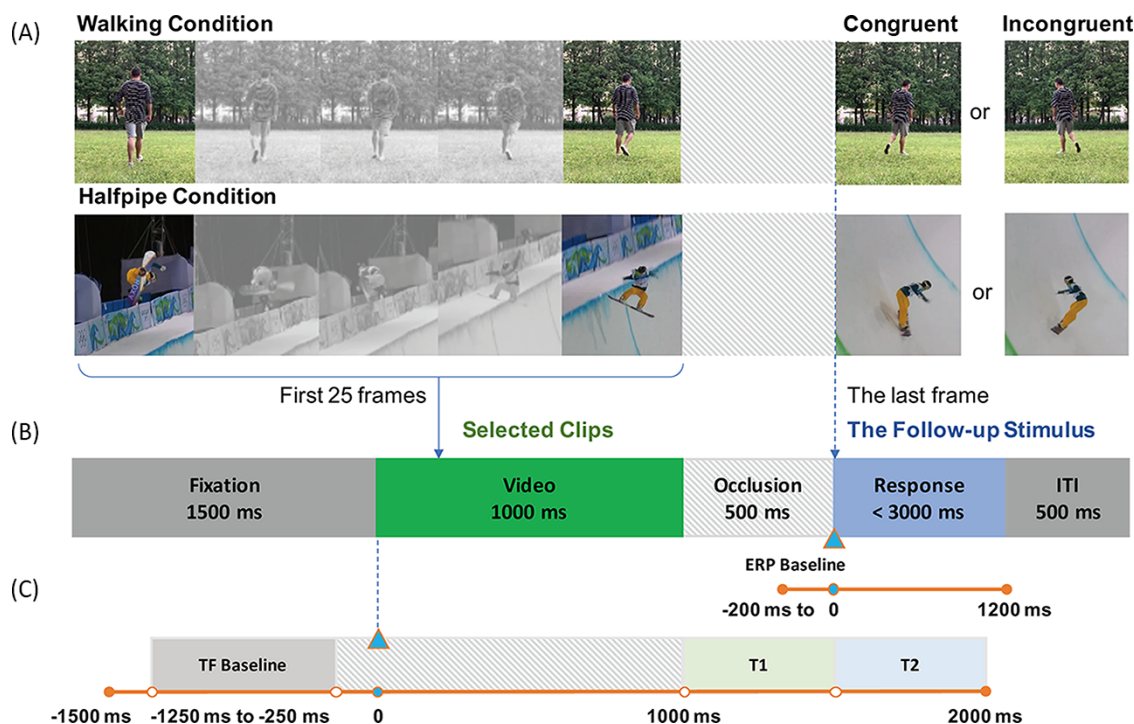 (A)
Walking Condition
Congruent
Incongruent
or
Halfpipe Condition
or
First 25 frames
The last frame
(B)
Selected Clips
The Follow-up Stimulus
Fixation
1500 ms
Video
1000 ms
Occlusion
500 ms
Response
< 3000 ms
ITI
500 ms
ERP Baseline
-200 ms to 0
1200 ms
(C)
TF Baseline
T1
T2
-1500 ms
-1250 ms to -250 ms
0
1000 ms
2000 ms